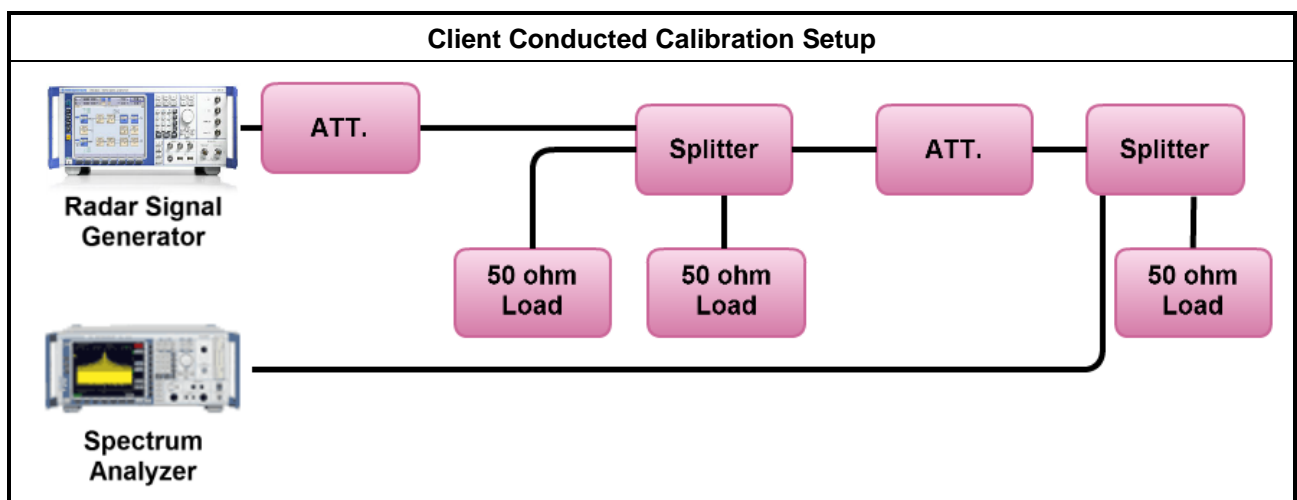 Client Conducted Calibration Setup
ATT.
Splitter
ATT.
Splitter
Radar Signal
Generator
50 ohm
Load
50 ohm
Load
50 ohm
Load
Spectrum
Analyzer